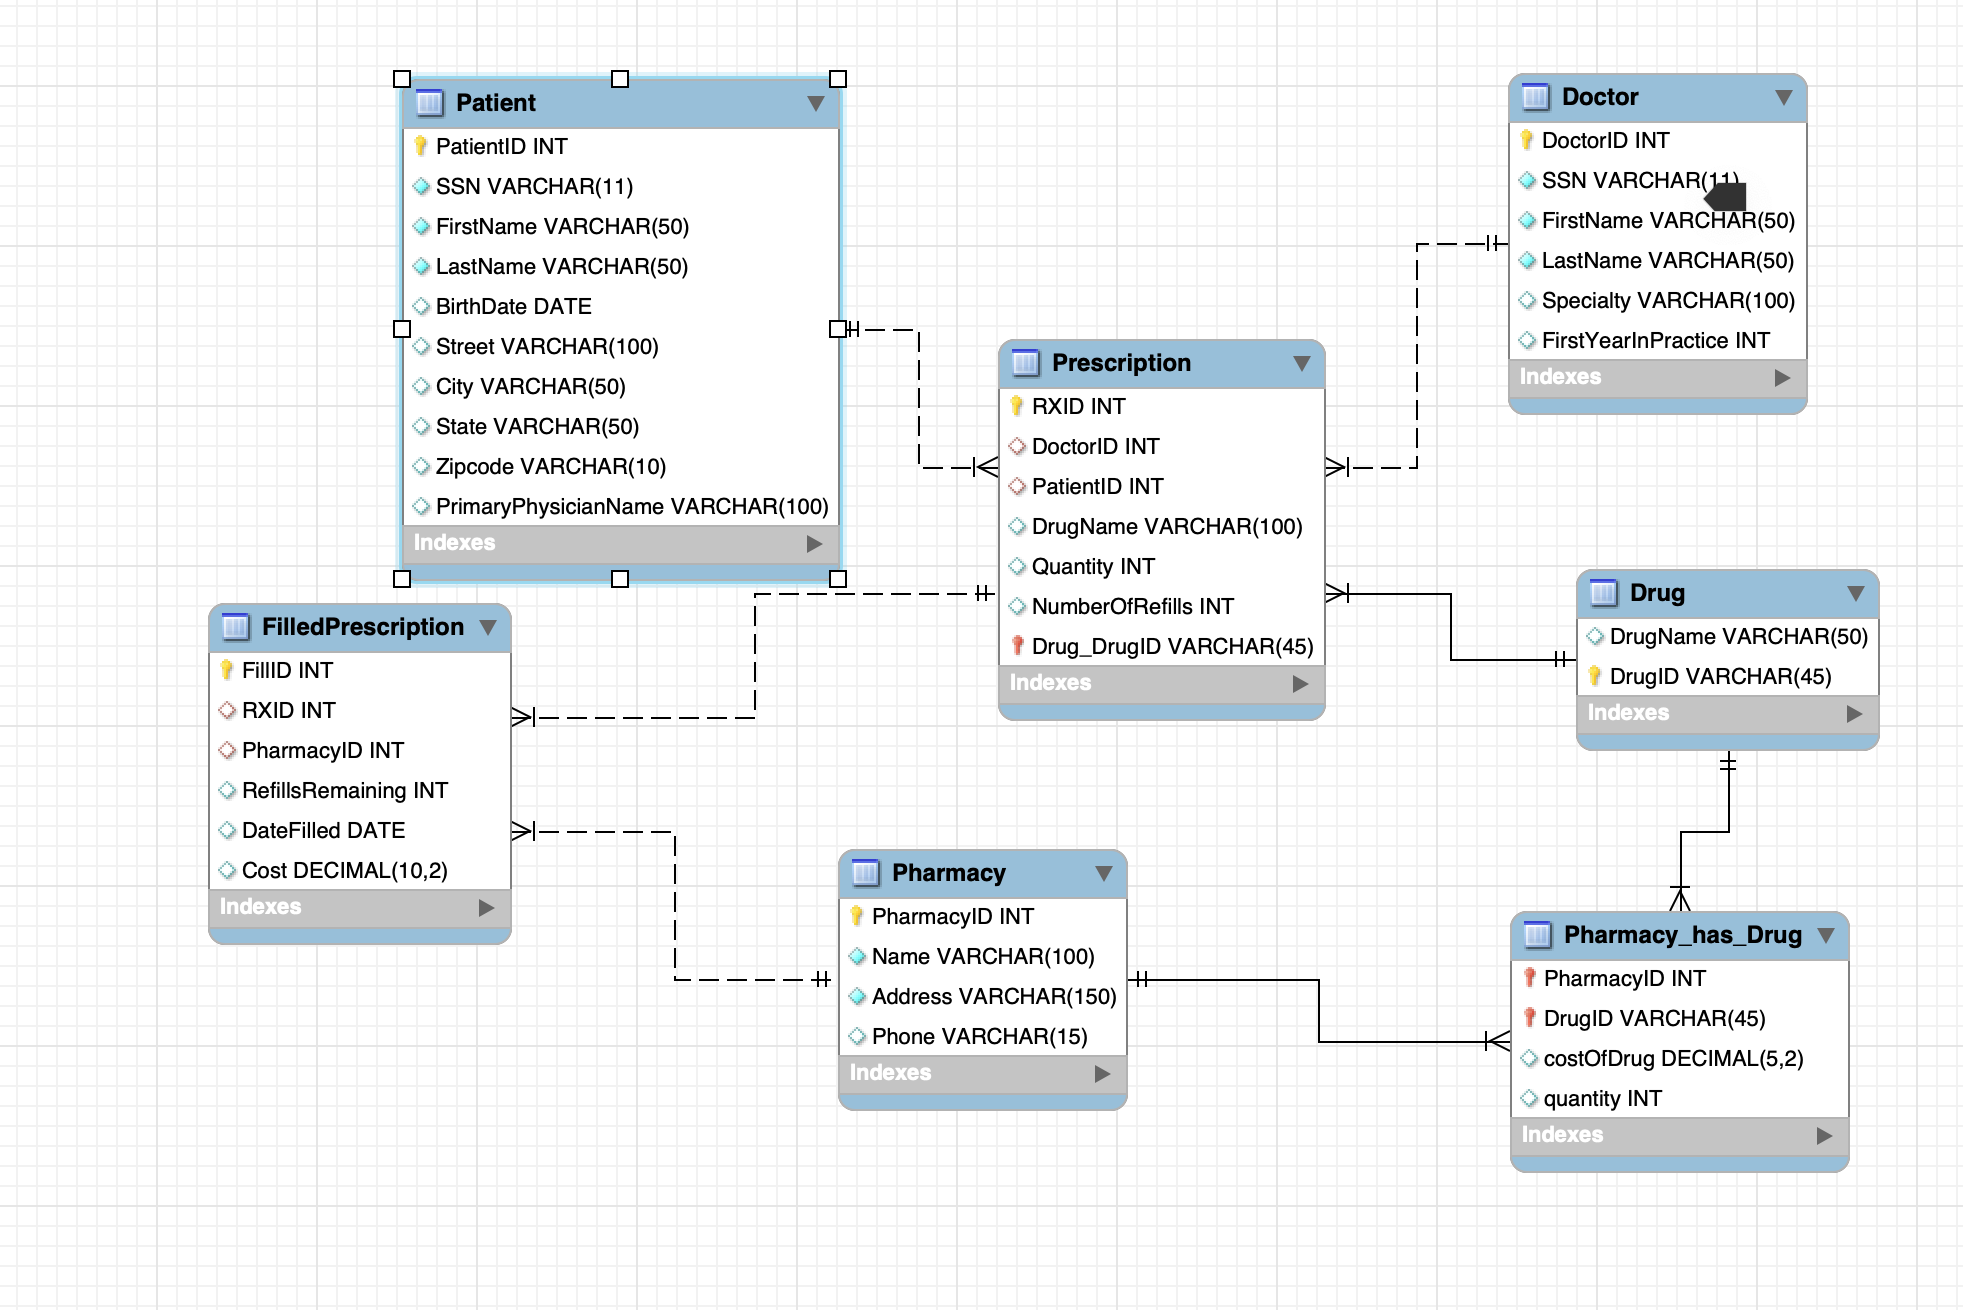 Patient
PatientID INT
SSN VARCHAR(11)
FirstName VARCHAR(50)
LastName VARCHAR(50)
BirthDate DATE
Street VARCHAR(100)
City VARCHAR(50)
State VARCHAR(50)
Zipcode VARCHAR(10)
PrimaryPhysicianName VARCHAR(100)
Indexes
Doctor
DoctorID INT
SSN VARCHAR(11)
FirstName VARCHAR(50)
LastName VARCHAR(50)
Specialty VARCHAR(100)
FirstYearInPractice INT
Indexes
Prescription
RXID INT
DoctorID INT
PatientID INT
DrugName VARCHAR(100)
Quantity INT
NumberOfRefills INT
Drug_DrugID VARCHAR(45)
Indexes
Drug
DrugName VARCHAR(50)
DrugID VARCHAR(45)
Indexes
FilledPrescription
FillID INT
RXID INT
PharmacyID INT
RefillsRemaining INT
DateFilled DATE
Cost DECIMAL(10,2)
Indexes
Pharmacy
PharmacyID INT
Name VARCHAR(100)
Address VARCHAR(150)
Phone VARCHAR(15)
Indexes
Pharmacy_has_Drug
PharmacyID INT
DrugID VARCHAR(45)
costOfDrug DECIMAL(5,2)
quantity INT
Indexes